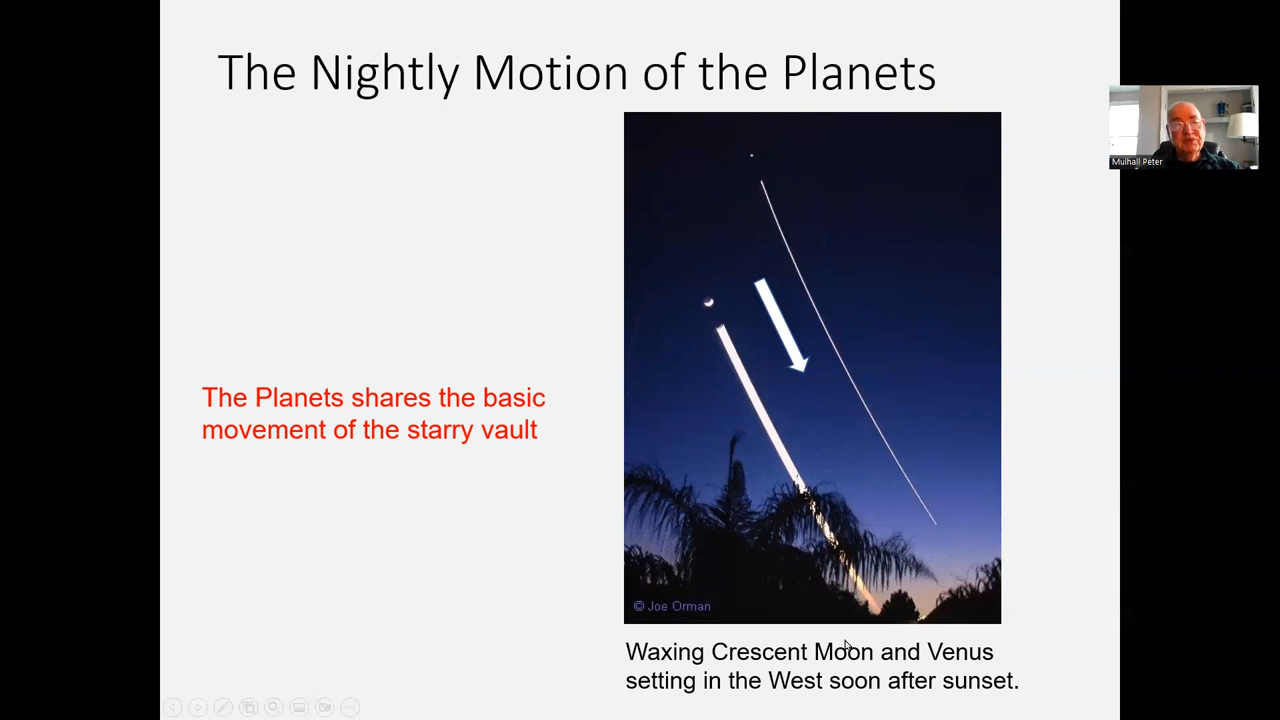 The Nightly Motion of the Planets
Mulhall Peter
The Planets shares the basic
movement of the starry vault
© Joe Orman
Waxing Crescent Moon and Venus
setting in the West soon after sunset.